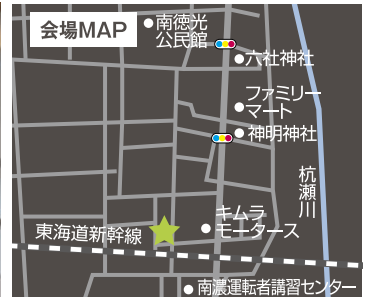 会場MAP
南徳光
公民館
六社神社
ファミリー
マート
神明神社
杭瀬川
キムラ
モータース
東海道新幹線
南濃運転者講習センター